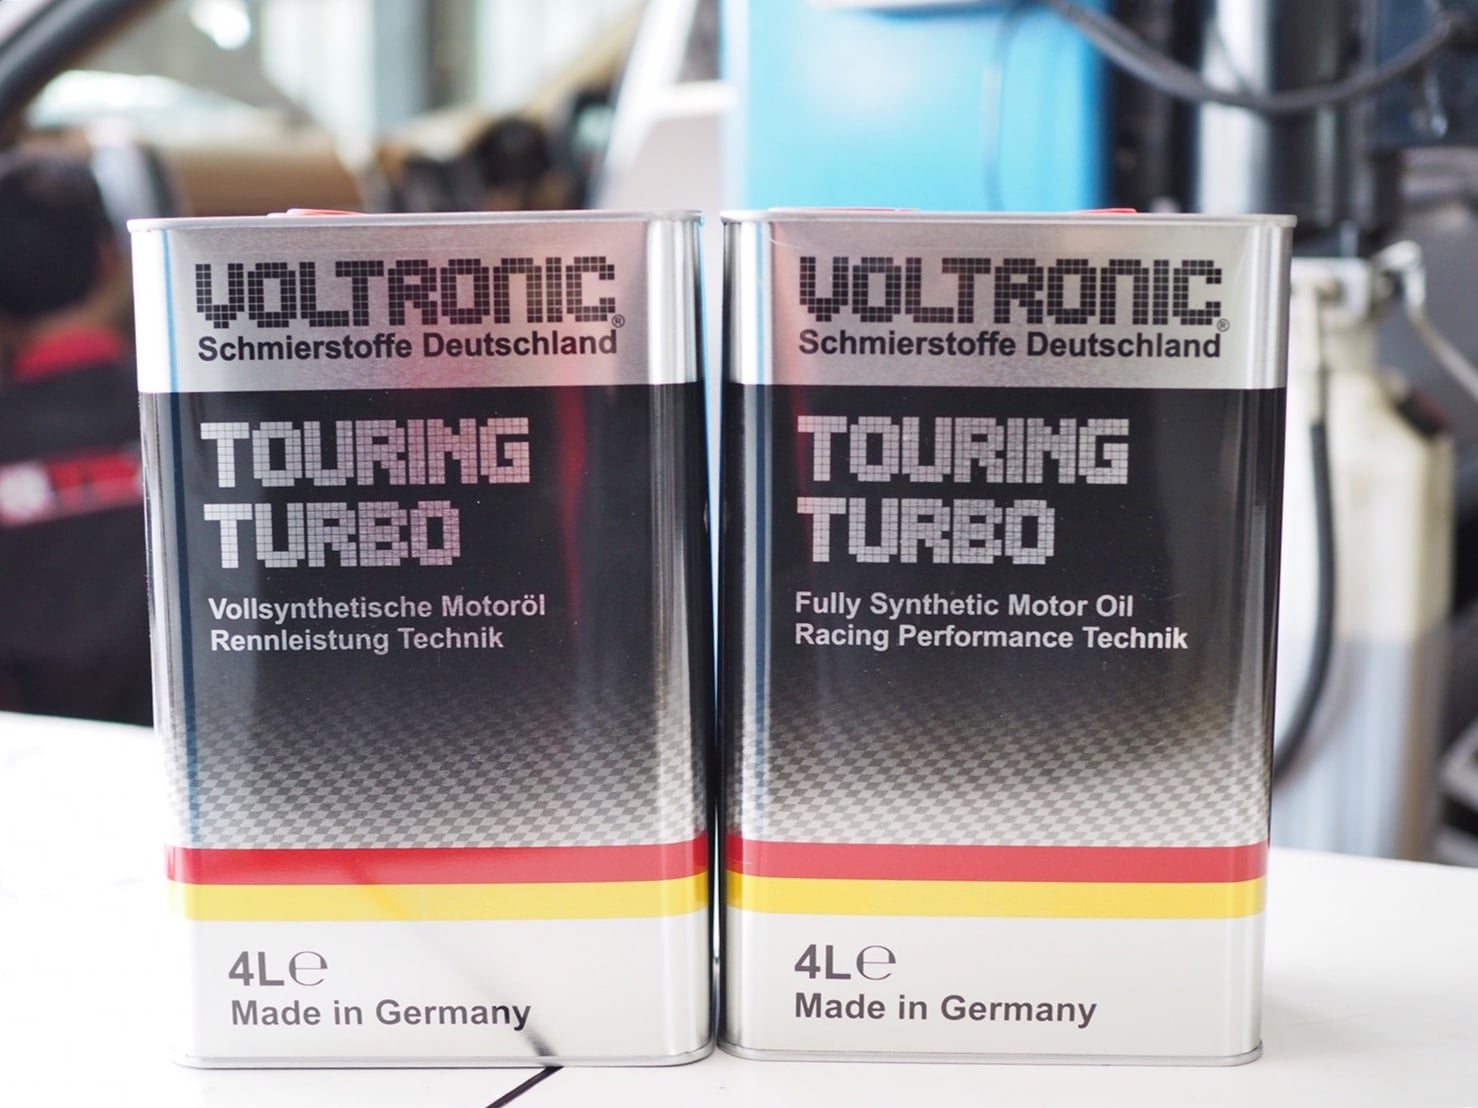 VOLTRONIC®
Schmierstoffe Deutschland
TOURING
TURBO
Vollsynthetische Motoröl
Rennleistung Technik
4L℮
Made in Germany
VOLTRONIC®
Schmierstoffe Deutschland
TOURING
TURBO
Fully Synthetic Motor Oil
Racing Performance Technik
4L℮
Made in Germany